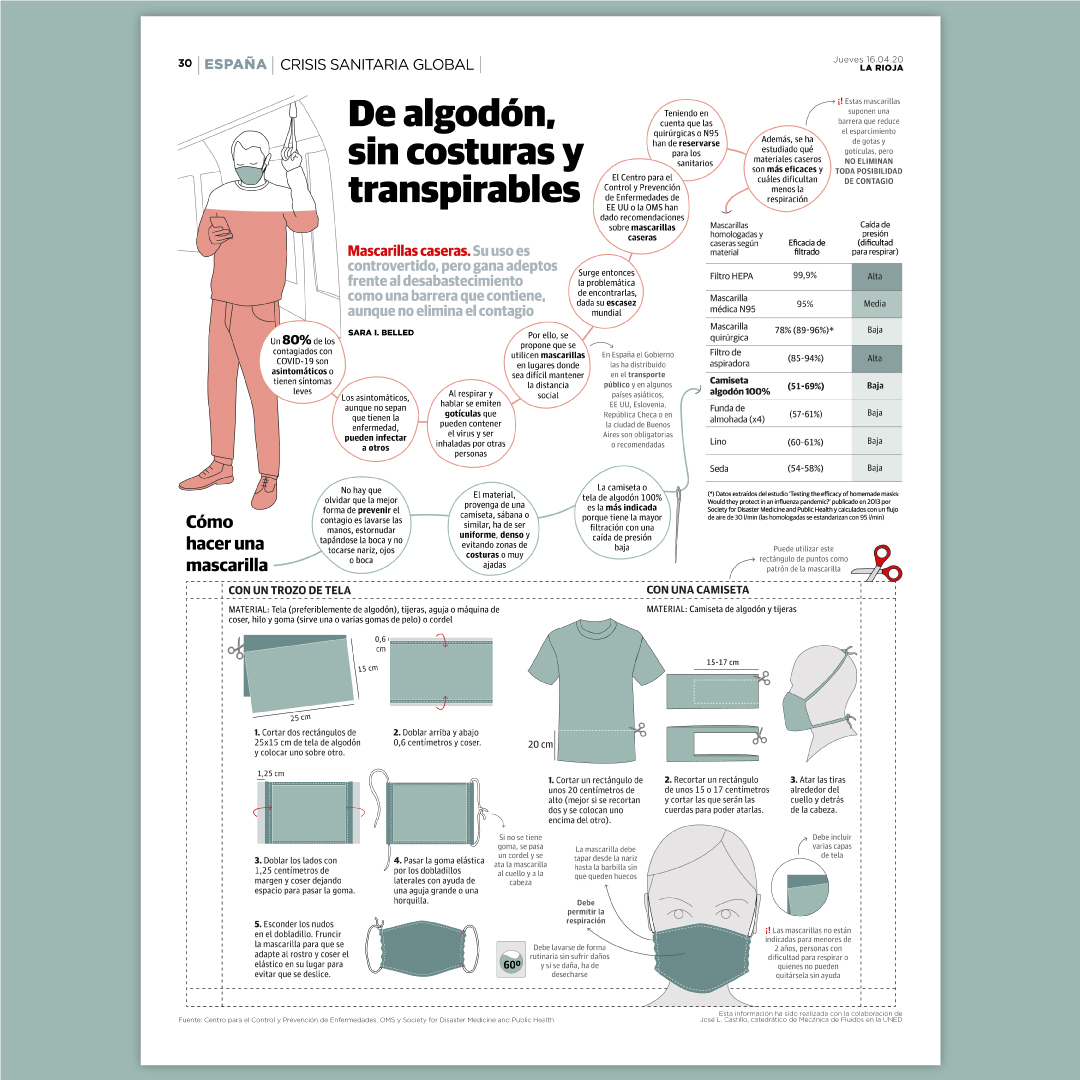 30 | ESPAÑA | CRISIS SANITARIA GLOBAL |
Jueves 16.04.20
LA RIOJA
De algodón,
sin costuras y
transpirables
Mascarillas caseras. Su uso es
controvertido, pero gana adeptos
frente al desabastecimiento
como una barrera que contiene,
aunque no elimina el contagio
SARA I. BELLED
Un 80% de los
contagiados con
COVID-19 son
asintomáticos o
tienen síntomas
leves
Los asintomáticos,
aunque no sepan
que tienen la
enfermedad,
pueden infectar
a otros
Al respirar y
hablar se emiten
gotículas que
pueden contener
el virus y ser
inhaladas por otras
personas
Por ello, se
propone que se
utilicen mascarillas
en lugares donde
sea difícil mantener
la distancia
social
En España el Gobierno
las ha distribuido
en el transporte
público y en algunos
países asiáticos,
EE UU, Eslovenia,
República Checa o en
la ciudad de Buenos
Aires son obligatorias
o recomendadas
Surge entonces
la problemática
de encontrarlas,
dada su escasez
mundial
El Centro para el
Control y Prevención
de Enfermedades de
EE UU o la OMS han
dado recomendaciones
sobre mascarillas
caseras
Teniendo en
cuenta que las
quirúrgicas o N95
han de reservarse
para los
sanitarios
Además, se ha
estudiado qué
materiales caseros
son más eficaces y
cuáles dificultan
menos la
respiración
¡! Estas mascarillas
suponen una
barrera que reduce
el esparcimiento
de gotas y
gotículas, pero
NO ELIMINAN
TODA POSIBILIDAD
DE CONTAGIO
Mascarillas
homologadas y
caseras según
material
Eficacia de
filtrado
Caída de
presión
(dificultad
para respirar)
Filtro HEPA 99,9% Alta
Mascarilla
médica N95 95% Media
Mascarilla
quirúrgica 78% (89-96%)* Baja
Filtro de
aspiradora (85-94%) Alta
Camiseta
algodón 100% (51-69%) Baja
Funda de
almohada (x4) (57-61%) Baja
Lino (60-61%) Baja
Seda (54-58%) Baja
(*) Datos extraídos del estudio 'Testing the efficacy of homemade masks:
Would they protect in an influenza pandemic?' publicado en 2013 por
Society for Disaster Medicine and Public Health y calculados con un flujo
de aire de 30 l/min (las homologadas se estandarizan con 95 l/min)
Cómo
hacer una
mascarilla
No hay que
olvidar que la mejor
forma de prevenir el
contagio es lavarse las
manos, estornudar
tapándose la boca y no
tocarse nariz, ojos
o boca
El material,
provenga de una
camiseta, sábana o
similar, ha de ser
uniforme, denso y
evitando zonas de
costuras o muy
ajadas
La camiseta o
tela de algodón 100%
es la más indicada
porque tiene la mayor
filtración con una
caída de presión
baja
Puede utilizar este
rectángulo de puntos como
patrón de la mascarilla
CON UN TROZO DE TELA
MATERIAL: Tela (preferiblemente de algodón), tijeras, aguja o máquina de
coser, hilo y goma (sirve una o varias gomas de pelo) o cordel
15 cm
25 cm
1. Cortar dos rectángulos de
25x15 cm de tela de algodón
y colocar uno sobre otro.
0,6
cm
2. Doblar arriba y abajo
0,6 centímetros y coser.
1,25 cm
3. Doblar los lados con
1,25 centímetros de
margen y coser dejando
espacio para pasar la goma.
4. Pasar la goma elástica
por los dobladillos
laterales con ayuda de
una aguja grande o una
horquilla.
Si no se tiene
goma, se pasa
un cordel y se
ata la mascarilla
al cuello y a la
cabeza
5. Esconder los nudos
en el dobladillo. Fruncir
la mascarilla para que se
adapte al rostro y coser el
elástico en su lugar para
evitar que se deslice.
60º
Debe lavarse de forma
rutinaria sin sufrir daños
y si se daña, ha de
desecharse
CON UNA CAMISETA
MATERIAL: Camiseta de algodón y tijeras
20 cm
1. Cortar un rectángulo de
unos 20 centímetros de
alto (mejor si se recortan
dos y se colocan uno
encima del otro).
15-17 cm
2. Recortar un rectángulo
de unos 15 o 17 centímetros
y cortar las que serán las
cuerdas para poder atarlas.
3. Atar las tiras
alrededor del
cuello y detrás
de la cabeza.
La mascarilla debe
tapar desde la nariz
hasta la barbilla sin
que queden huecos
Debe
permitir la
respiración
Debe incluir
varias capas
de tela
¡! Las mascarillas no están
indicadas para menores de
2 años, personas con
dificultad para respirar o
quienes no pueden
quitársela sin ayuda
Fuente: Centro para el Control y Prevención de Enfermedades. OMS y Society for Disaster Medicine and Public Health
Esta información ha sido realizada con la colaboración de
José L. Castillo, catedrático de Mecánica de Fluidos en la UNED